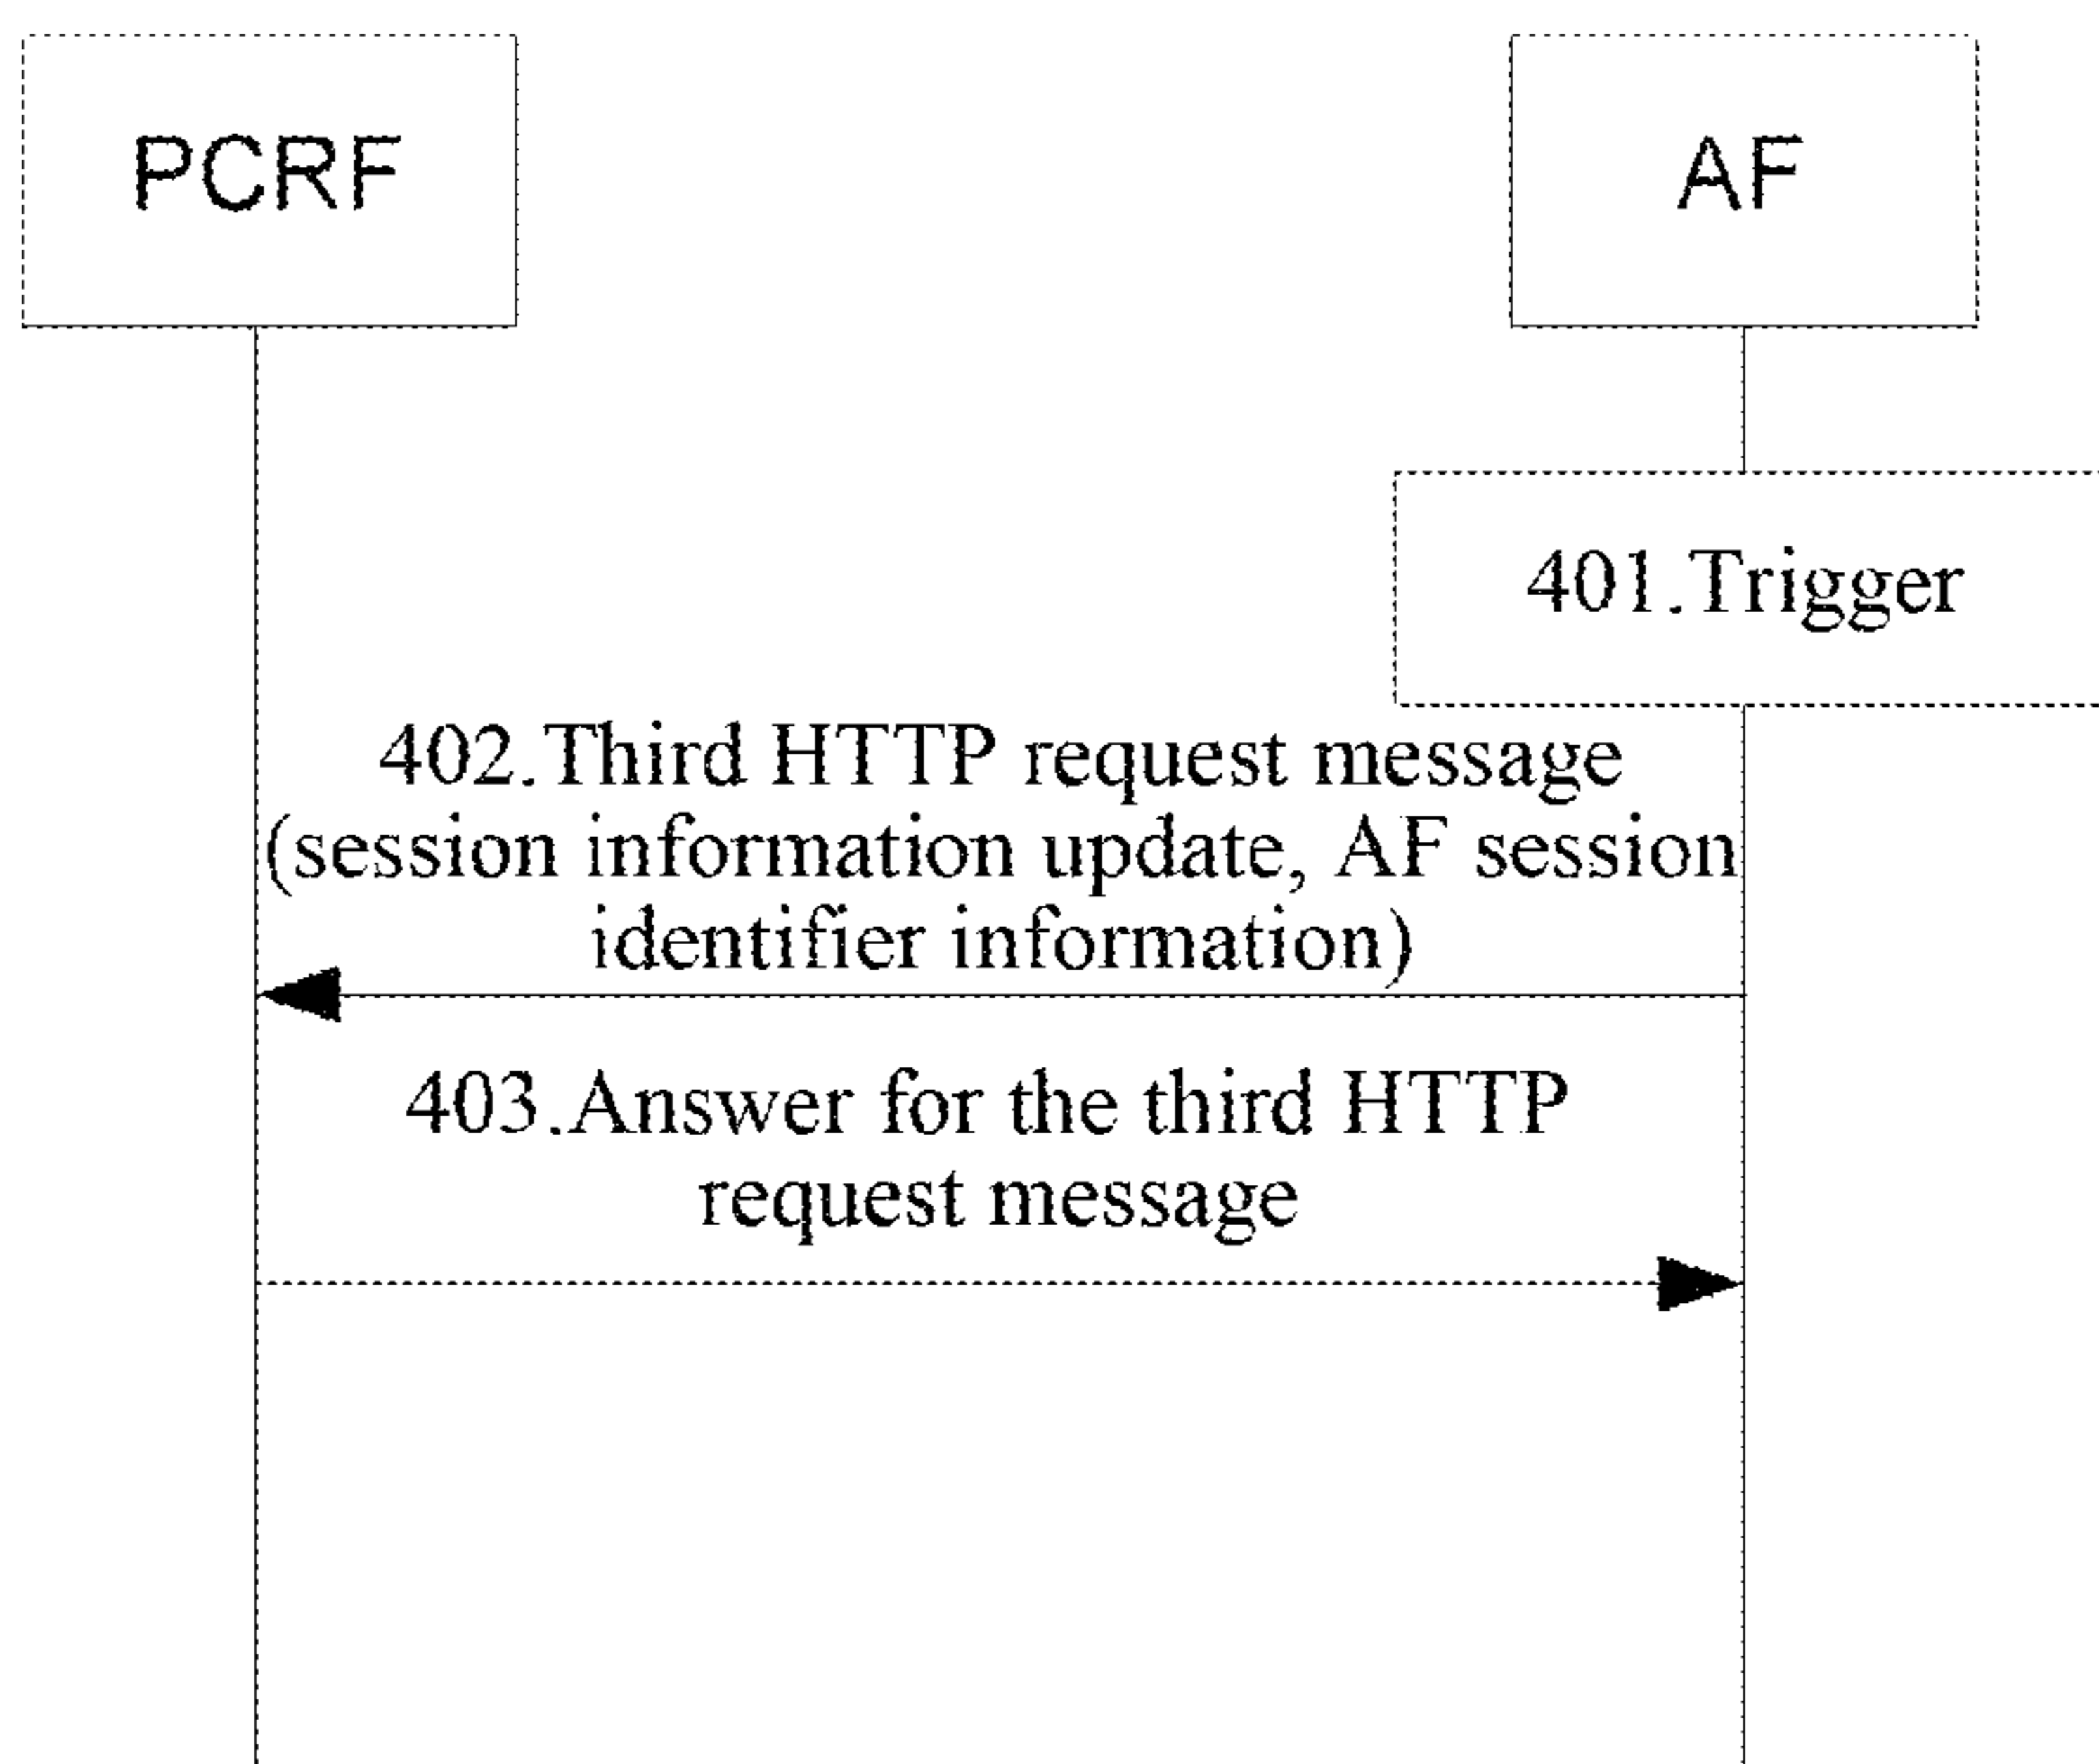 PCRF
AF
401.Trigger
402.Third HTTP request message
(session information update, AF session
identifier information)
403.Answer for the third HTTP
request message